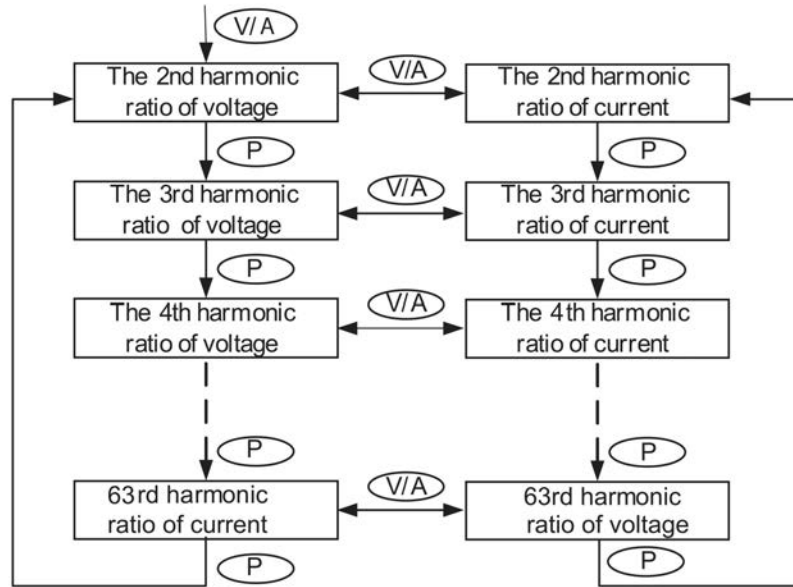 V/A
The 2nd harmonic
ratio of voltage
V/A
The 2nd harmonic
ratio of current
P
P
The 3rd harmonic
ratio of voltage
V/A
The 3rd harmonic
ratio of current
P
P
The 4th harmonic
ratio of voltage
V/A
The 4th harmonic
ratio of current
P
P
63rd harmonic
ratio of current
V/A
63rd harmonic
ratio of voltage
P
P